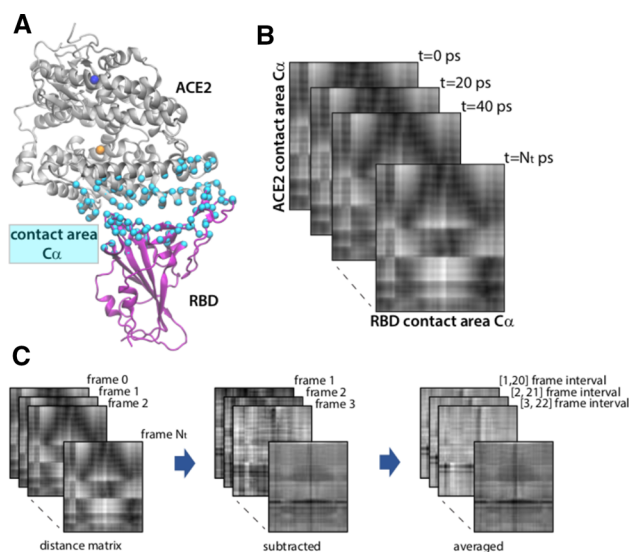 A
ACE2
contact area
Cα
RBD
B
t=0 ps
t=20 ps
t=40 ps
t=Nt ps
ACE2 contact area Cα
RBD contact area Cα
C
frame 0
frame 1
frame 2
frame Nt
distance matrix
frame 1
frame 2
frame 3
subtracted
[1,20] frame interval
[2, 21] frame interval
[3, 22] frame interval
averaged